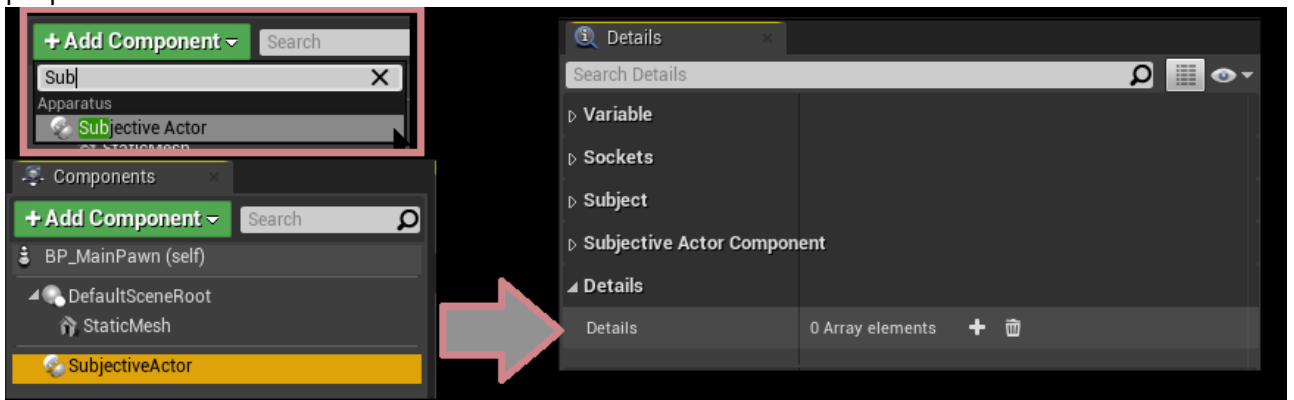 + Add Component
Search
Sub
Apparatus
Subjective Actor
StaticMesh
Components
+ Add Component
Search
BP_MainPawn (self)
DefaultSceneRoot
StaticMesh
SubjectiveActor
Details
Search Details
Variable
Sockets
Subject
Subjective Actor Component
Details
Details 0 Array elements